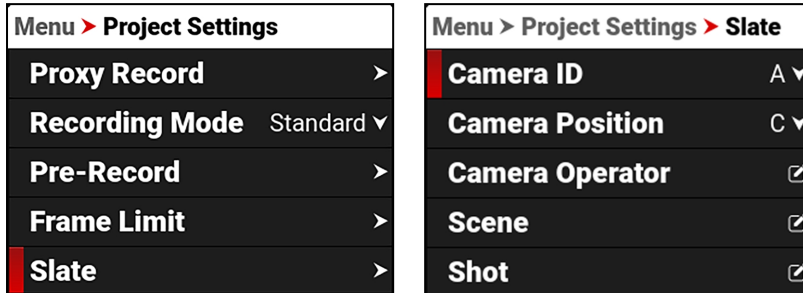 Menu > Project Settings
Proxy Record
Recording Mode Standard
Pre-Record
Frame Limit
Slate
Menu > Project Settings > Slate
Camera ID A
Camera Position C
Camera Operator
Scene
Shot